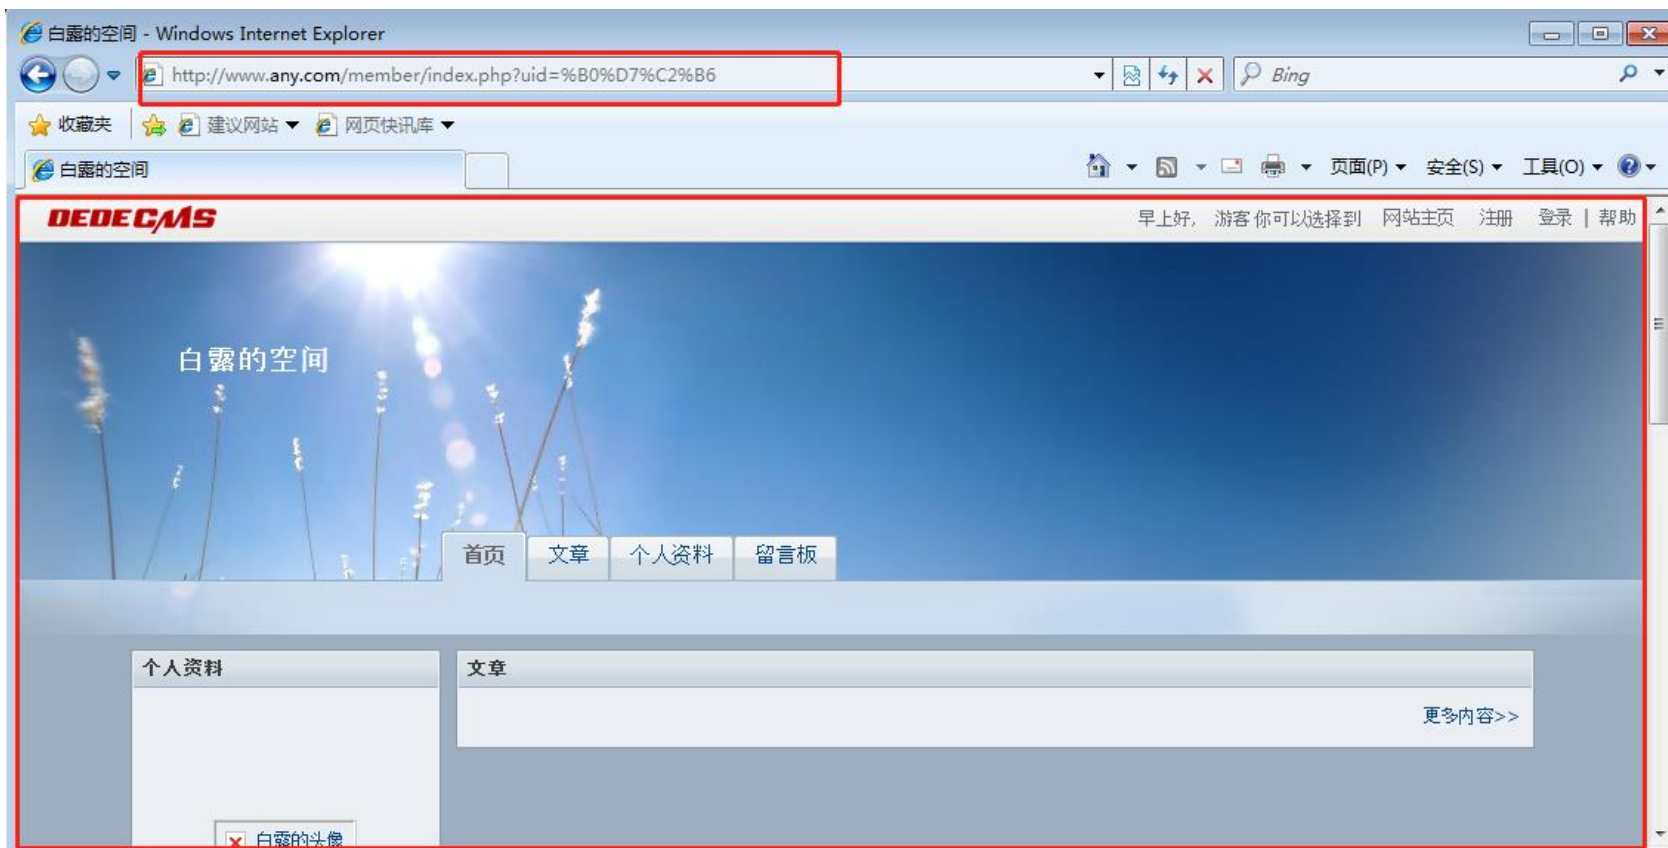 白露的空间 - Windows Internet Explorer
http://www.any.com/member/index.php?uid=%B0%D7%C2%B6
Bing
收藏夹 建议网站 网页快讯库
白露的空间 页面(P) 安全(S) 工具(O)
DEDECMS 早上好, 游客 你可以选择到 网站主页 注册 登录 | 帮助
白露的空间
首页 文章 个人资料 留言板
个人资料 文章
更多内容>>
白露的头像